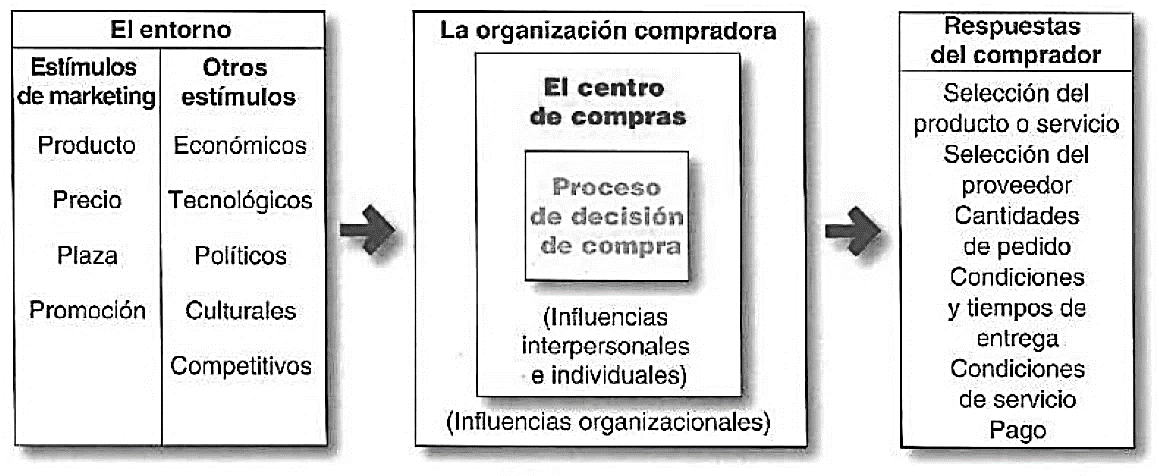 El entorno
Estímulos
de marketing
Producto
Precio
Plaza
Promoción
Otros
estímulos
Económicos
Tecnológicos
Políticos
Culturales
Competitivos
La organización compradora
El centro
de compras
Proceso
de decisión
de compra
(Influencias
interpersonales
e individuales)
(Influencias organizacionales)
Respuestas
del comprador
Selección del
producto o servicio
Selección del
proveedor
Cantidades
de pedido
Condiciones
y tiempos de
entrega
Condiciones
de servicio
Pago